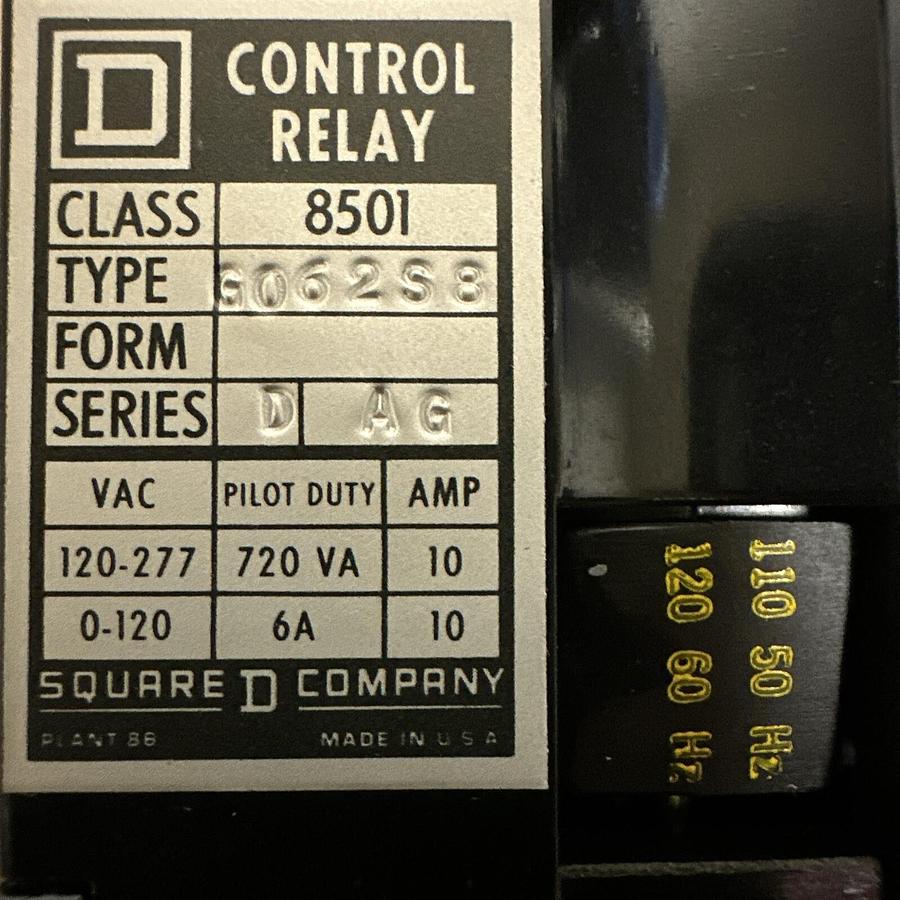 D
CONTROL
RELAY
CLASS 8501
TYPE GO62S8
FORM
SERIES D AG
VAC PILOT DUTY AMP
120-277 720 VA 10
0-120 6A 10
SQUARE D COMPANY
PLANT 86 MADE IN U S A
110 50 Hz
120 60 Hz